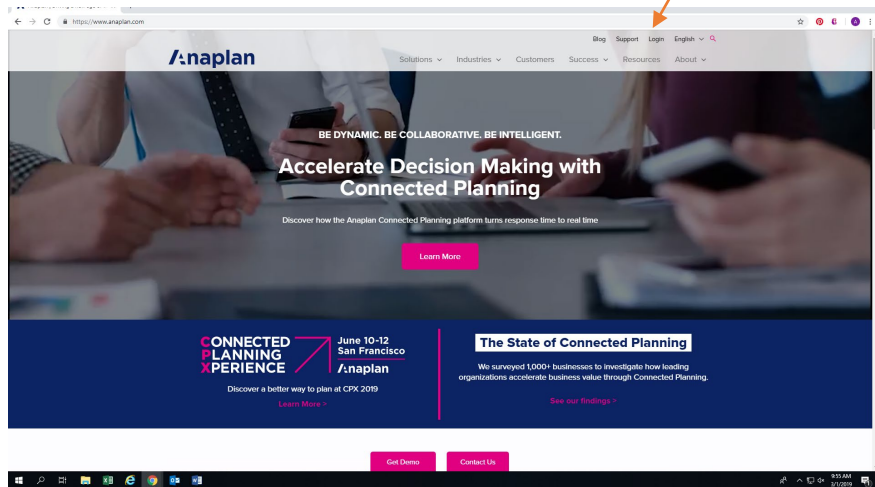 https://www.anaplan.com
Blog Support Login English
Anaplan
Solutions Industries Customers Success Resources About
BE DYNAMIC. BE COLLABORATIVE. BE INTELLIGENT.
Accelerate Decision Making with
Connected Planning
Discover how the Anaplan Connected Planning platform turns response time to real time
Learn More
CONNECTED
PLANNING
XPERIENCE
June 10-12
San Francisco
Anaplan
Discover a better way to plan at CPX 2019
Learn More >
The State of Connected Planning
We surveyed 1,000+ businesses to investigate how leading
organizations accelerate business value through Connected Planning.
See our findings >
Get Demo Contact Us
9:55 AM
3/1/2019